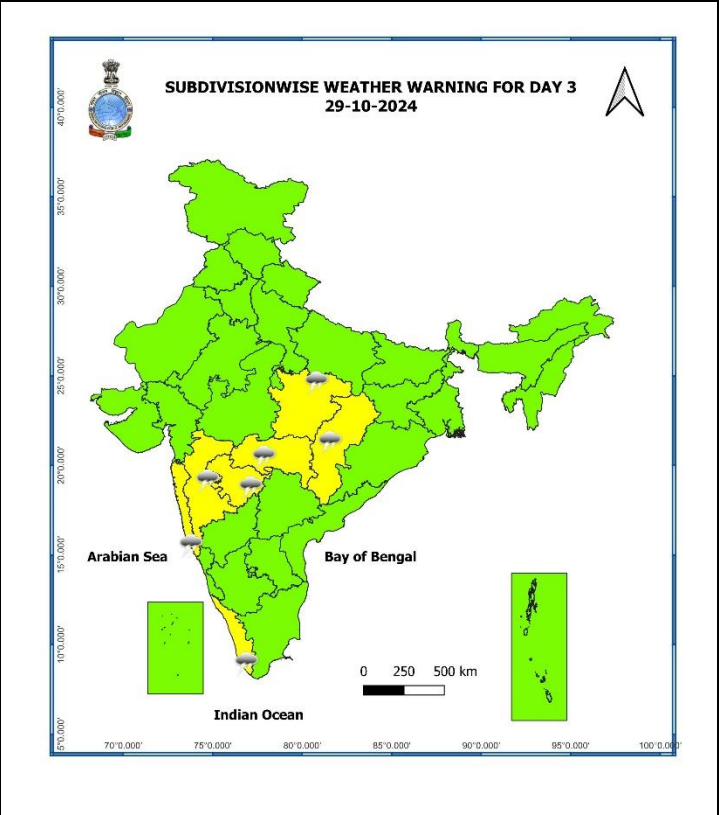 SUBDIVISIONWISE WEATHER WARNING FOR DAY 3
29-10-2024
40°0.000'
35°0.000'
30°0.000'
25°0.000'
20°0.000'
15°0.000'
10°0.000'
5°0.000'
Arabian Sea
Bay of Bengal
0 250 500 km
Indian Ocean
70°0.000' 75°0.000' 80°0.000' 85°0.000' 90°0.000' 95°0.000' 100°0.000'